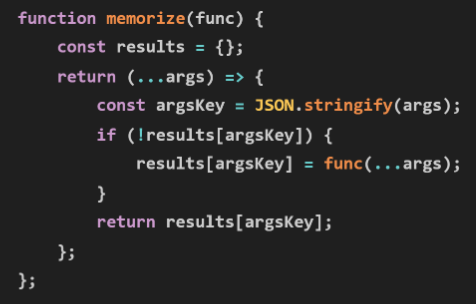 function memorize(func) {
    const results = {};
    return (...args) => {
        const argsKey = JSON.stringify(args);
        if (!results[argsKey]) {
            results[argsKey] = func(...args);
        }
        return results[argsKey];
    };
};